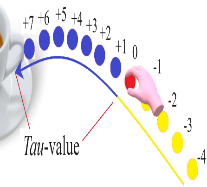 +7 +6 +5 +4 +3 +2 +1 0 -1 -2 -3 -4
Tau-value